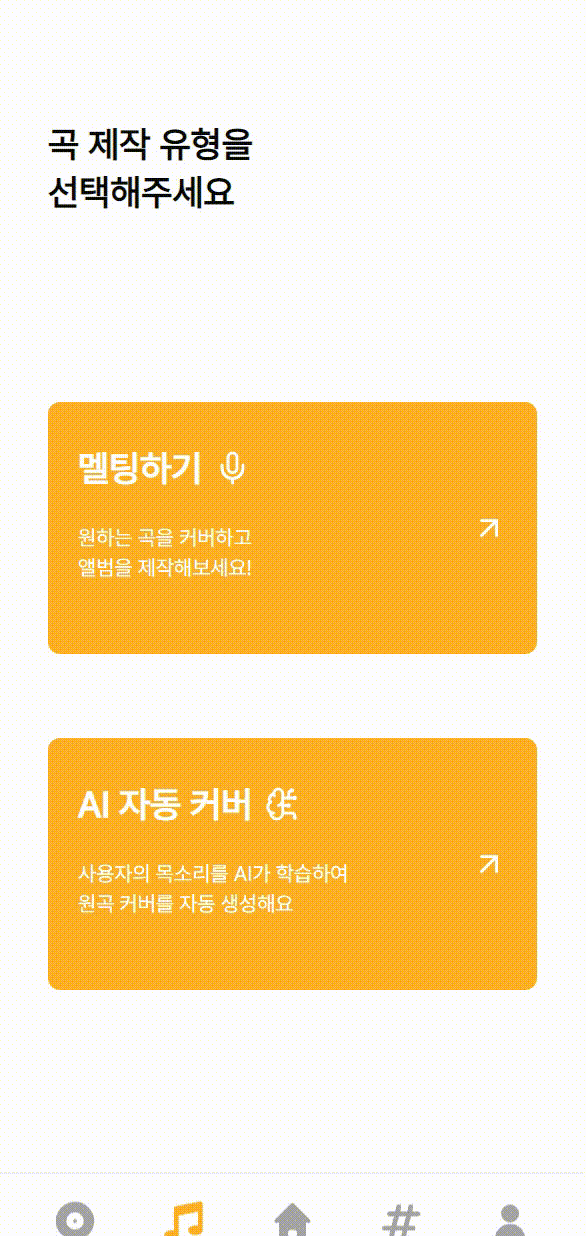 곡 제작 유형을
선택해주세요
멜팅하기
원하는 곡을 커버하고
앨범을 제작해보세요!
AI 자동 커버
사용자의 목소리를 AI가 학습하여
원곡 커버를 자동 생성해요